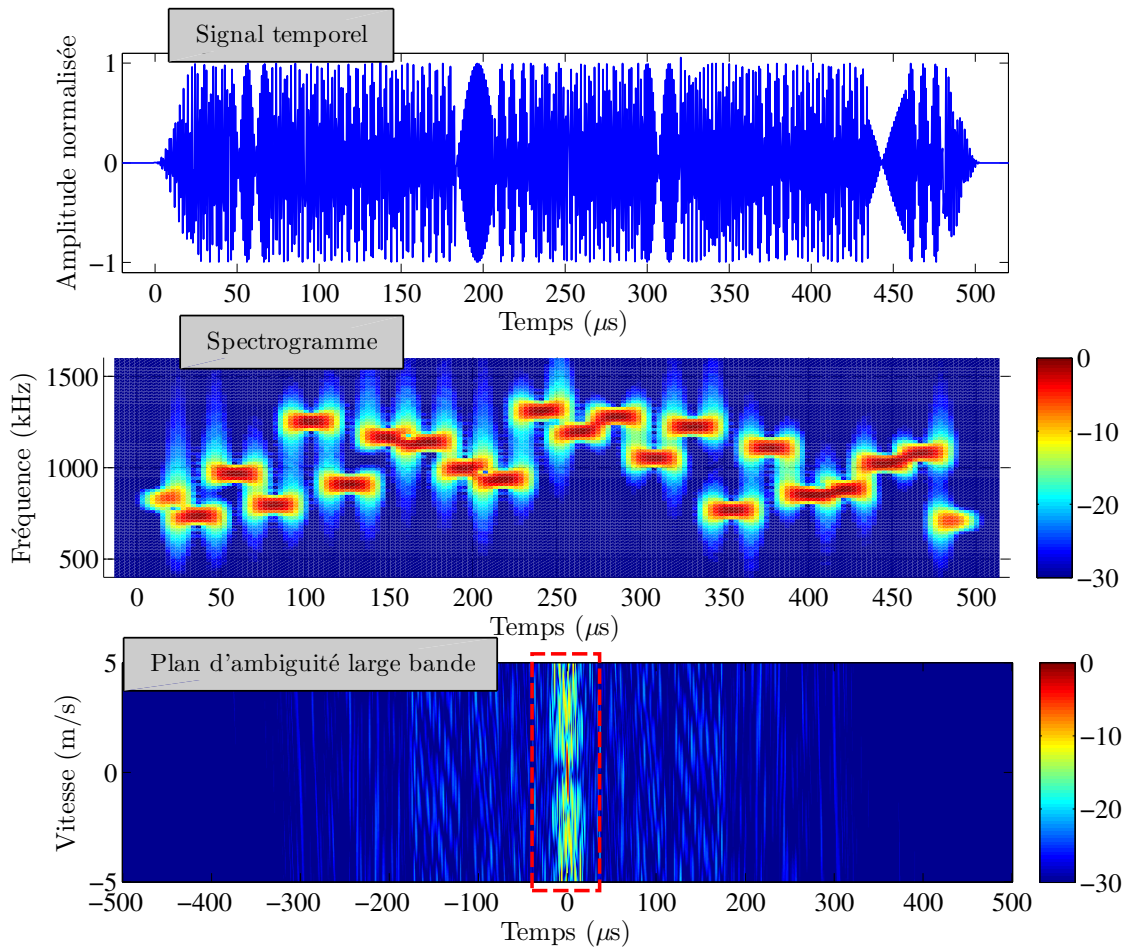 Signal temporel
Amplitude normalisée
1
0
−1
0 50 100 150 200 250 300 350 400 450 500
Temps (μs)
Spectrogramme
Fréquence (kHz)
1500
1000
500
0 50 100 150 200 250 300 350 400 450 500
Temps (μs)
0
−10
−20
−30
Plan d'ambiguité large bande
Vitesse (m/s)
5
0
−5
−500 −400 −300 −200 −100 0 100 200 300 400 500
Temps (μs)
0
−10
−20
−30